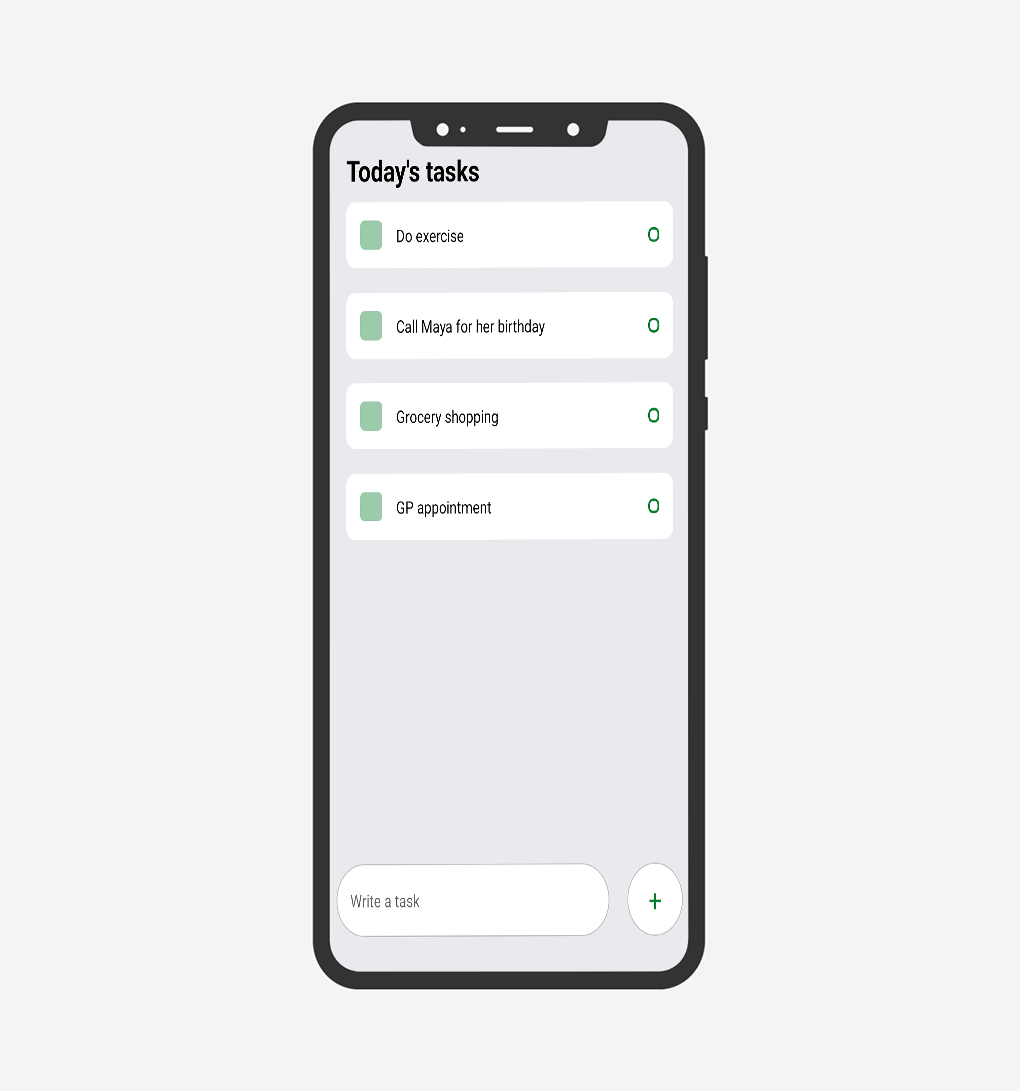 Today's tasks
Do exercise
Call Maya for her birthday
Grocery shopping
GP appointment
Write a task
+